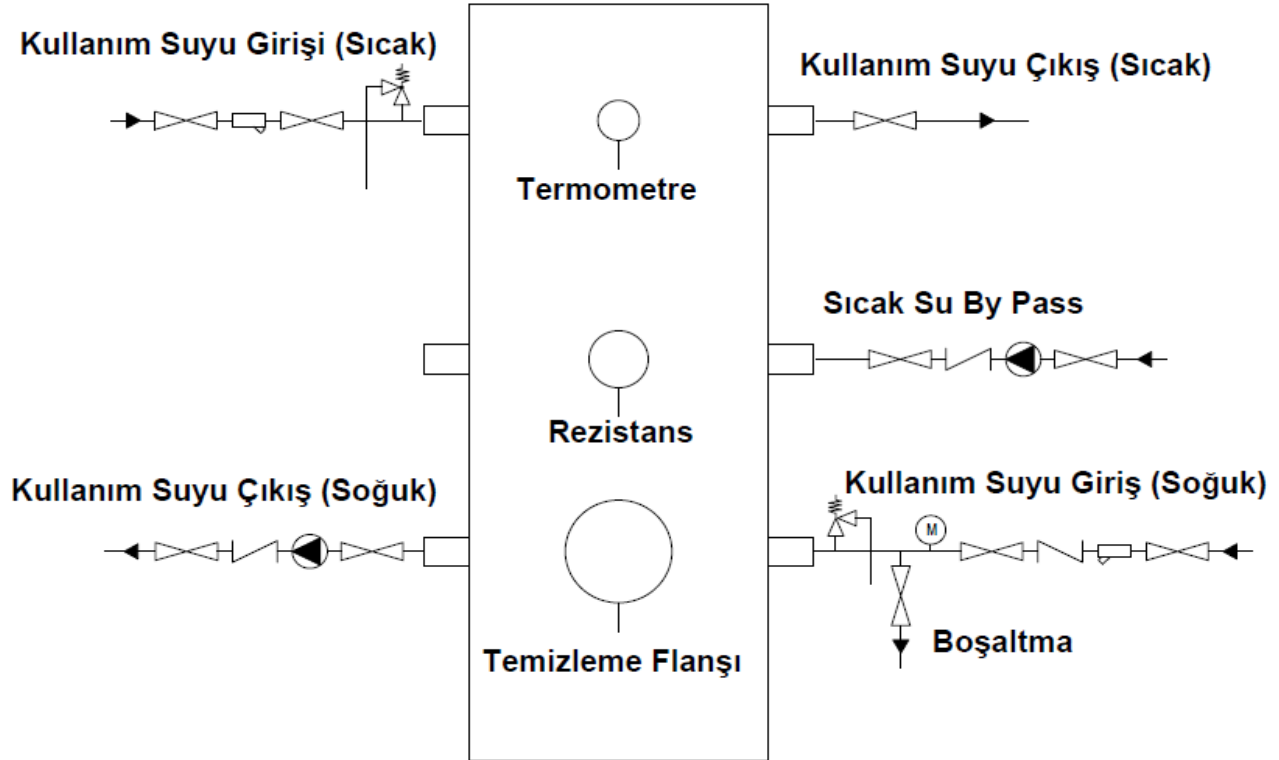 Kullanım Suyu Girişi (Sıcak)
Kullanım Suyu Çıkış (Sıcak)
Termometre
Sıcak Su By Pass
Rezistans
Kullanım Suyu Çıkış (Soğuk)
Kullanım Suyu Giriş (Soğuk)
M
Boşaltma
Temizleme Flanşı